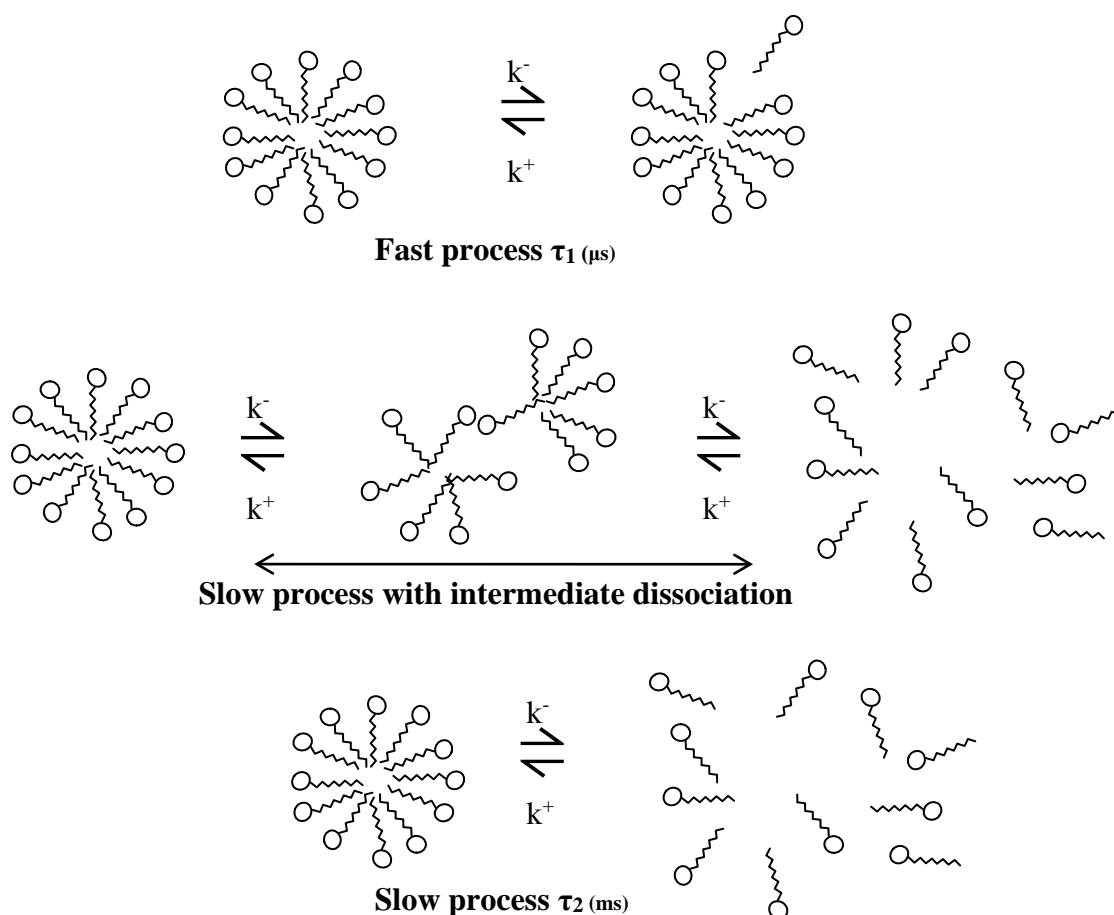 k⁻
k⁺
Fast process τ₁ (μs)
k⁻ k⁻
k⁺ k⁺
Slow process with intermediate dissociation
k⁻
k⁺
Slow process τ₂ (ms)